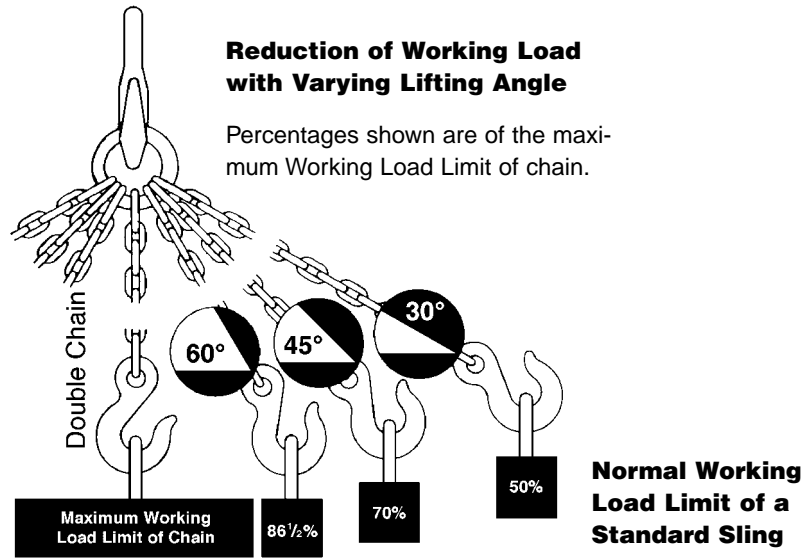 Reduction of Working Load
with Varying Lifting Angle
Percentages shown are of the maxi-
mum Working Load Limit of chain.
Double Chain
60°
45°
30°
Maximum Working
Load Limit of Chain
86½%
70%
50%
Normal Working
Load Limit of a
Standard Sling